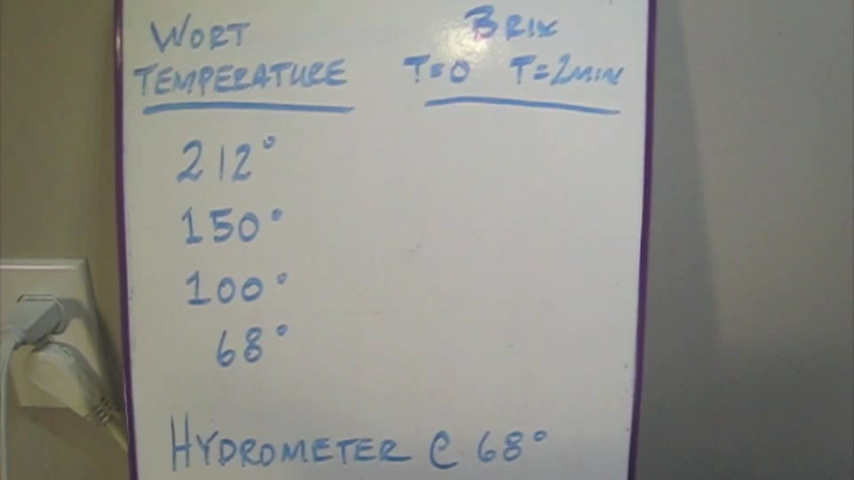 WORT BRIX
TEMPERATURE T=0 T=2MIN
212°
150°
100°
68°
HYDROMETER @ 68°